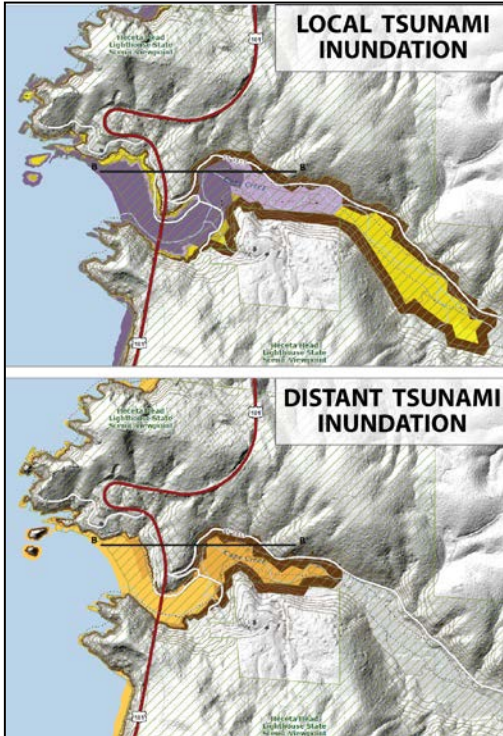 LOCAL TSUNAMI
INUNDATION
Heceta Head
Lighthouse State
Scenic Viewpoint
101
B
B'
Cape Creek
101
Heceta Head
Lighthouse State
Scenic Viewpoint
DISTANT TSUNAMI
INUNDATION
Heceta Head
Lighthouse State
Scenic Viewpoint
101
B
B'
Cape Creek
101
Heceta Head
Lighthouse State
Scenic Viewpoint